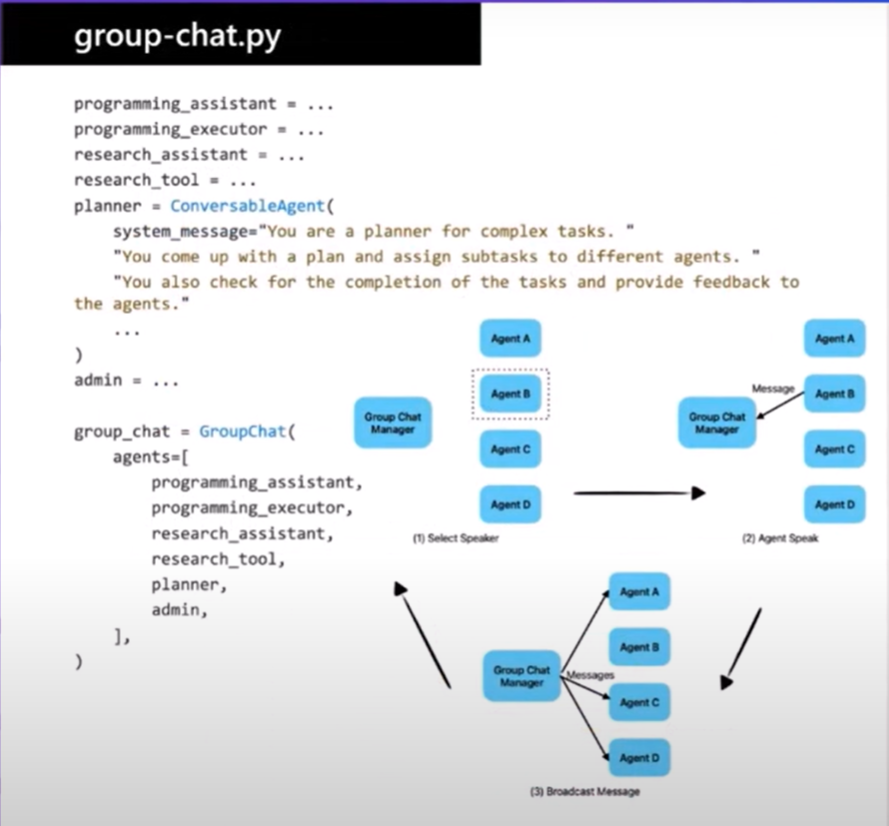 group-chat.py
programming_assistant = ...
programming_executor = ...
research_assistant = ...
research_tool = ...
planner = ConversableAgent(
    system_message="You are a planner for complex tasks. "
    "You come up with a plan and assign subtasks to different agents. "
    "You also check for the completion of the tasks and provide feedback to
the agents."
    ...
)
admin = ...
group_chat = GroupChat(
    agents=[
        programming_assistant,
        programming_executor,
        research_assistant,
        research_tool,
        planner,
        admin,
    ],
)
Group Chat
Manager
Agent A
Agent B
Agent C
Agent D
(1) Select Speaker
Group Chat
Manager
Message
Agent A
Agent B
Agent C
Agent D
(2) Agent Speak
Group Chat
Manager
Messages
Agent A
Agent B
Agent C
Agent D
(3) Broadcast Message